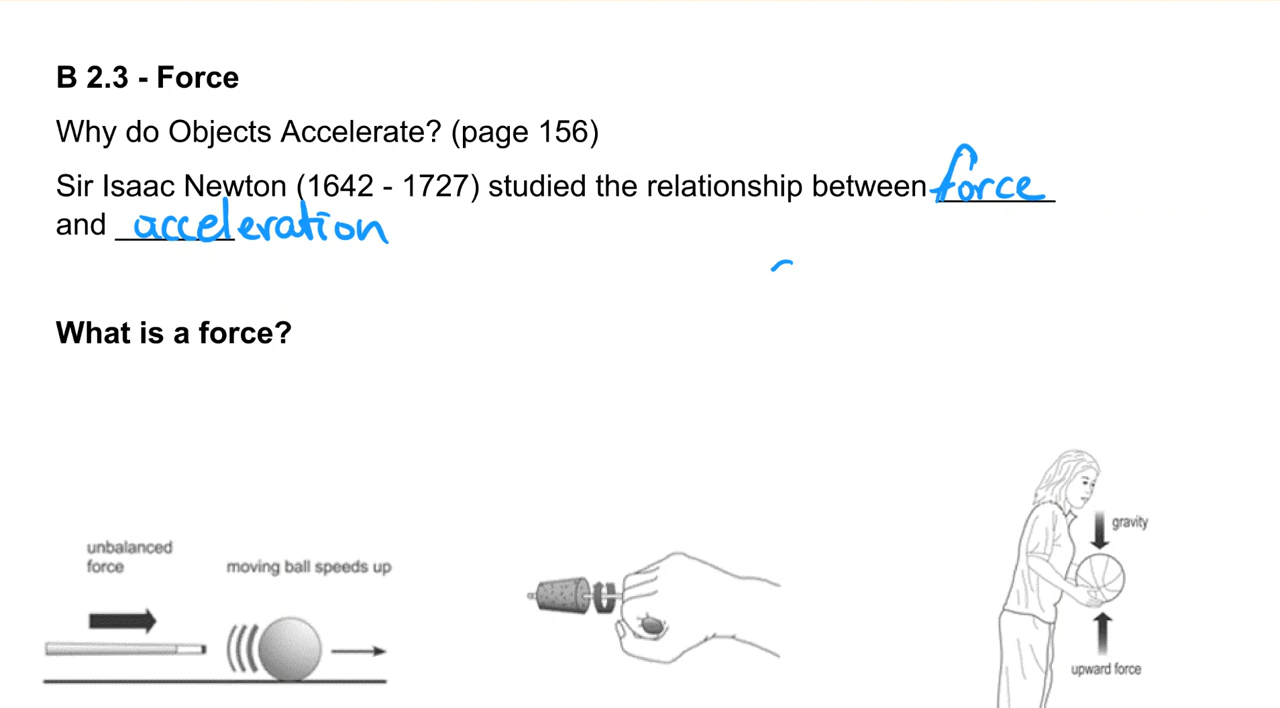 B 2.3 - Force
Why do Objects Accelerate? (page 156)
Sir Isaac Newton (1642 - 1727) studied the relationship between force
and acceleration
What is a force?
unbalanced
force
moving ball speeds up
gravity
upward force